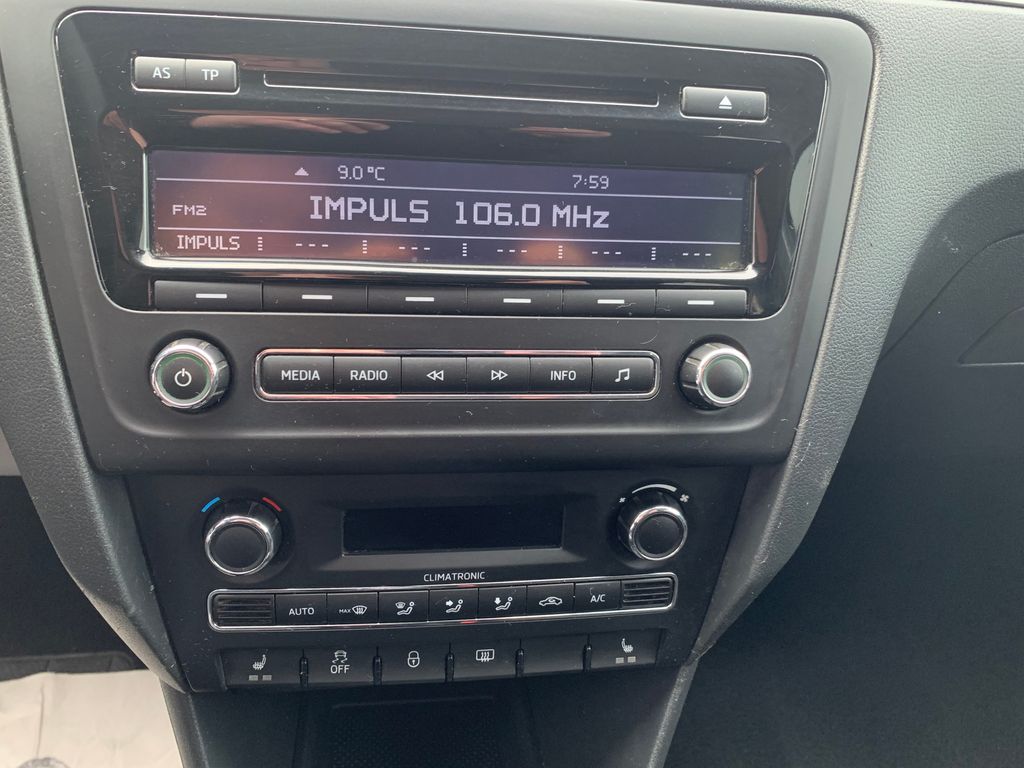 AS TP
9.0 °C 7:59
FM2 IMPULS 106.0 MHz
IMPULS --- --- --- --- ---
MEDIA RADIO INFO
CLIMATRONIC
AUTO MAX A/C
OFF